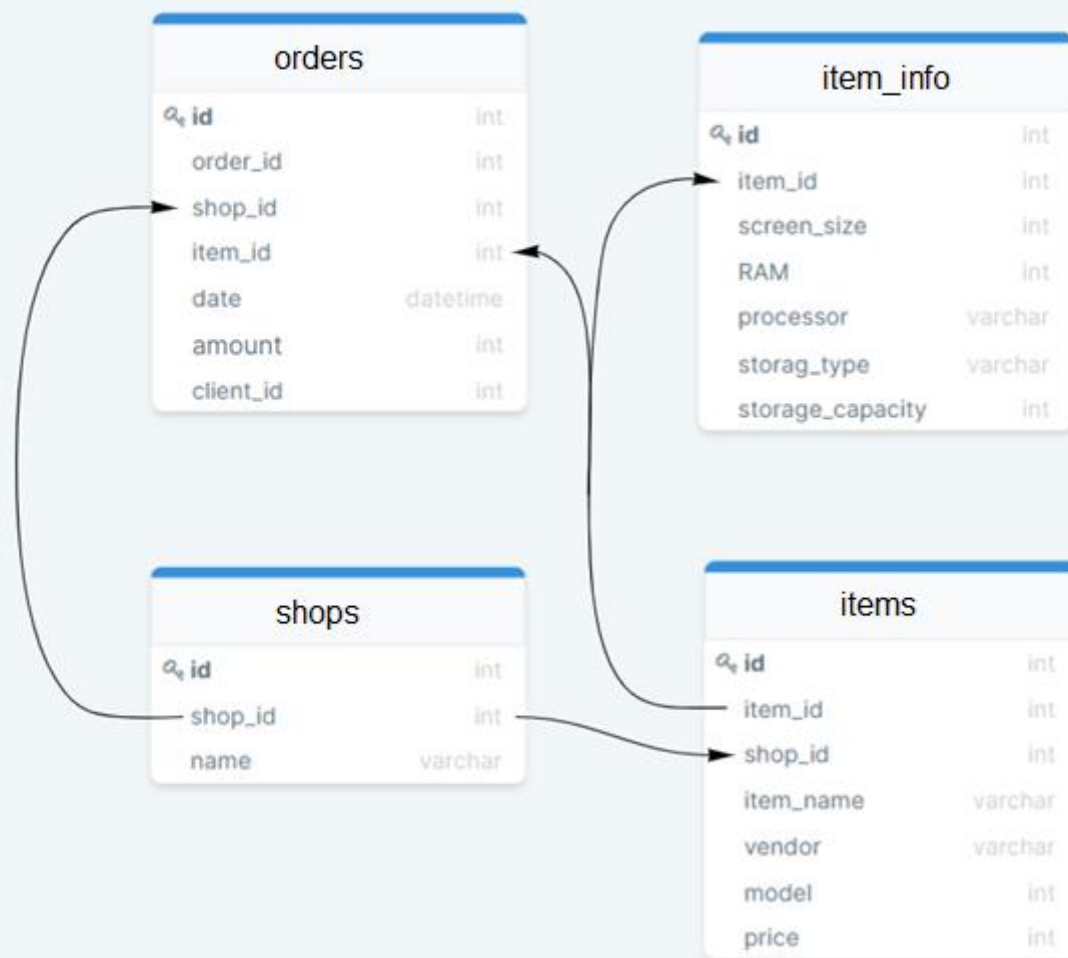 orders
id int
order_id int
shop_id int
item_id int
date datetime
amount int
client_id int
item_info
id int
item_id int
screen_size int
RAM int
processor varchar
storag_type varchar
storage_capacity int
shops
id int
shop_id int
name varchar
items
id int
item_id int
shop_id int
item_name varchar
vendor varchar
model int
price int